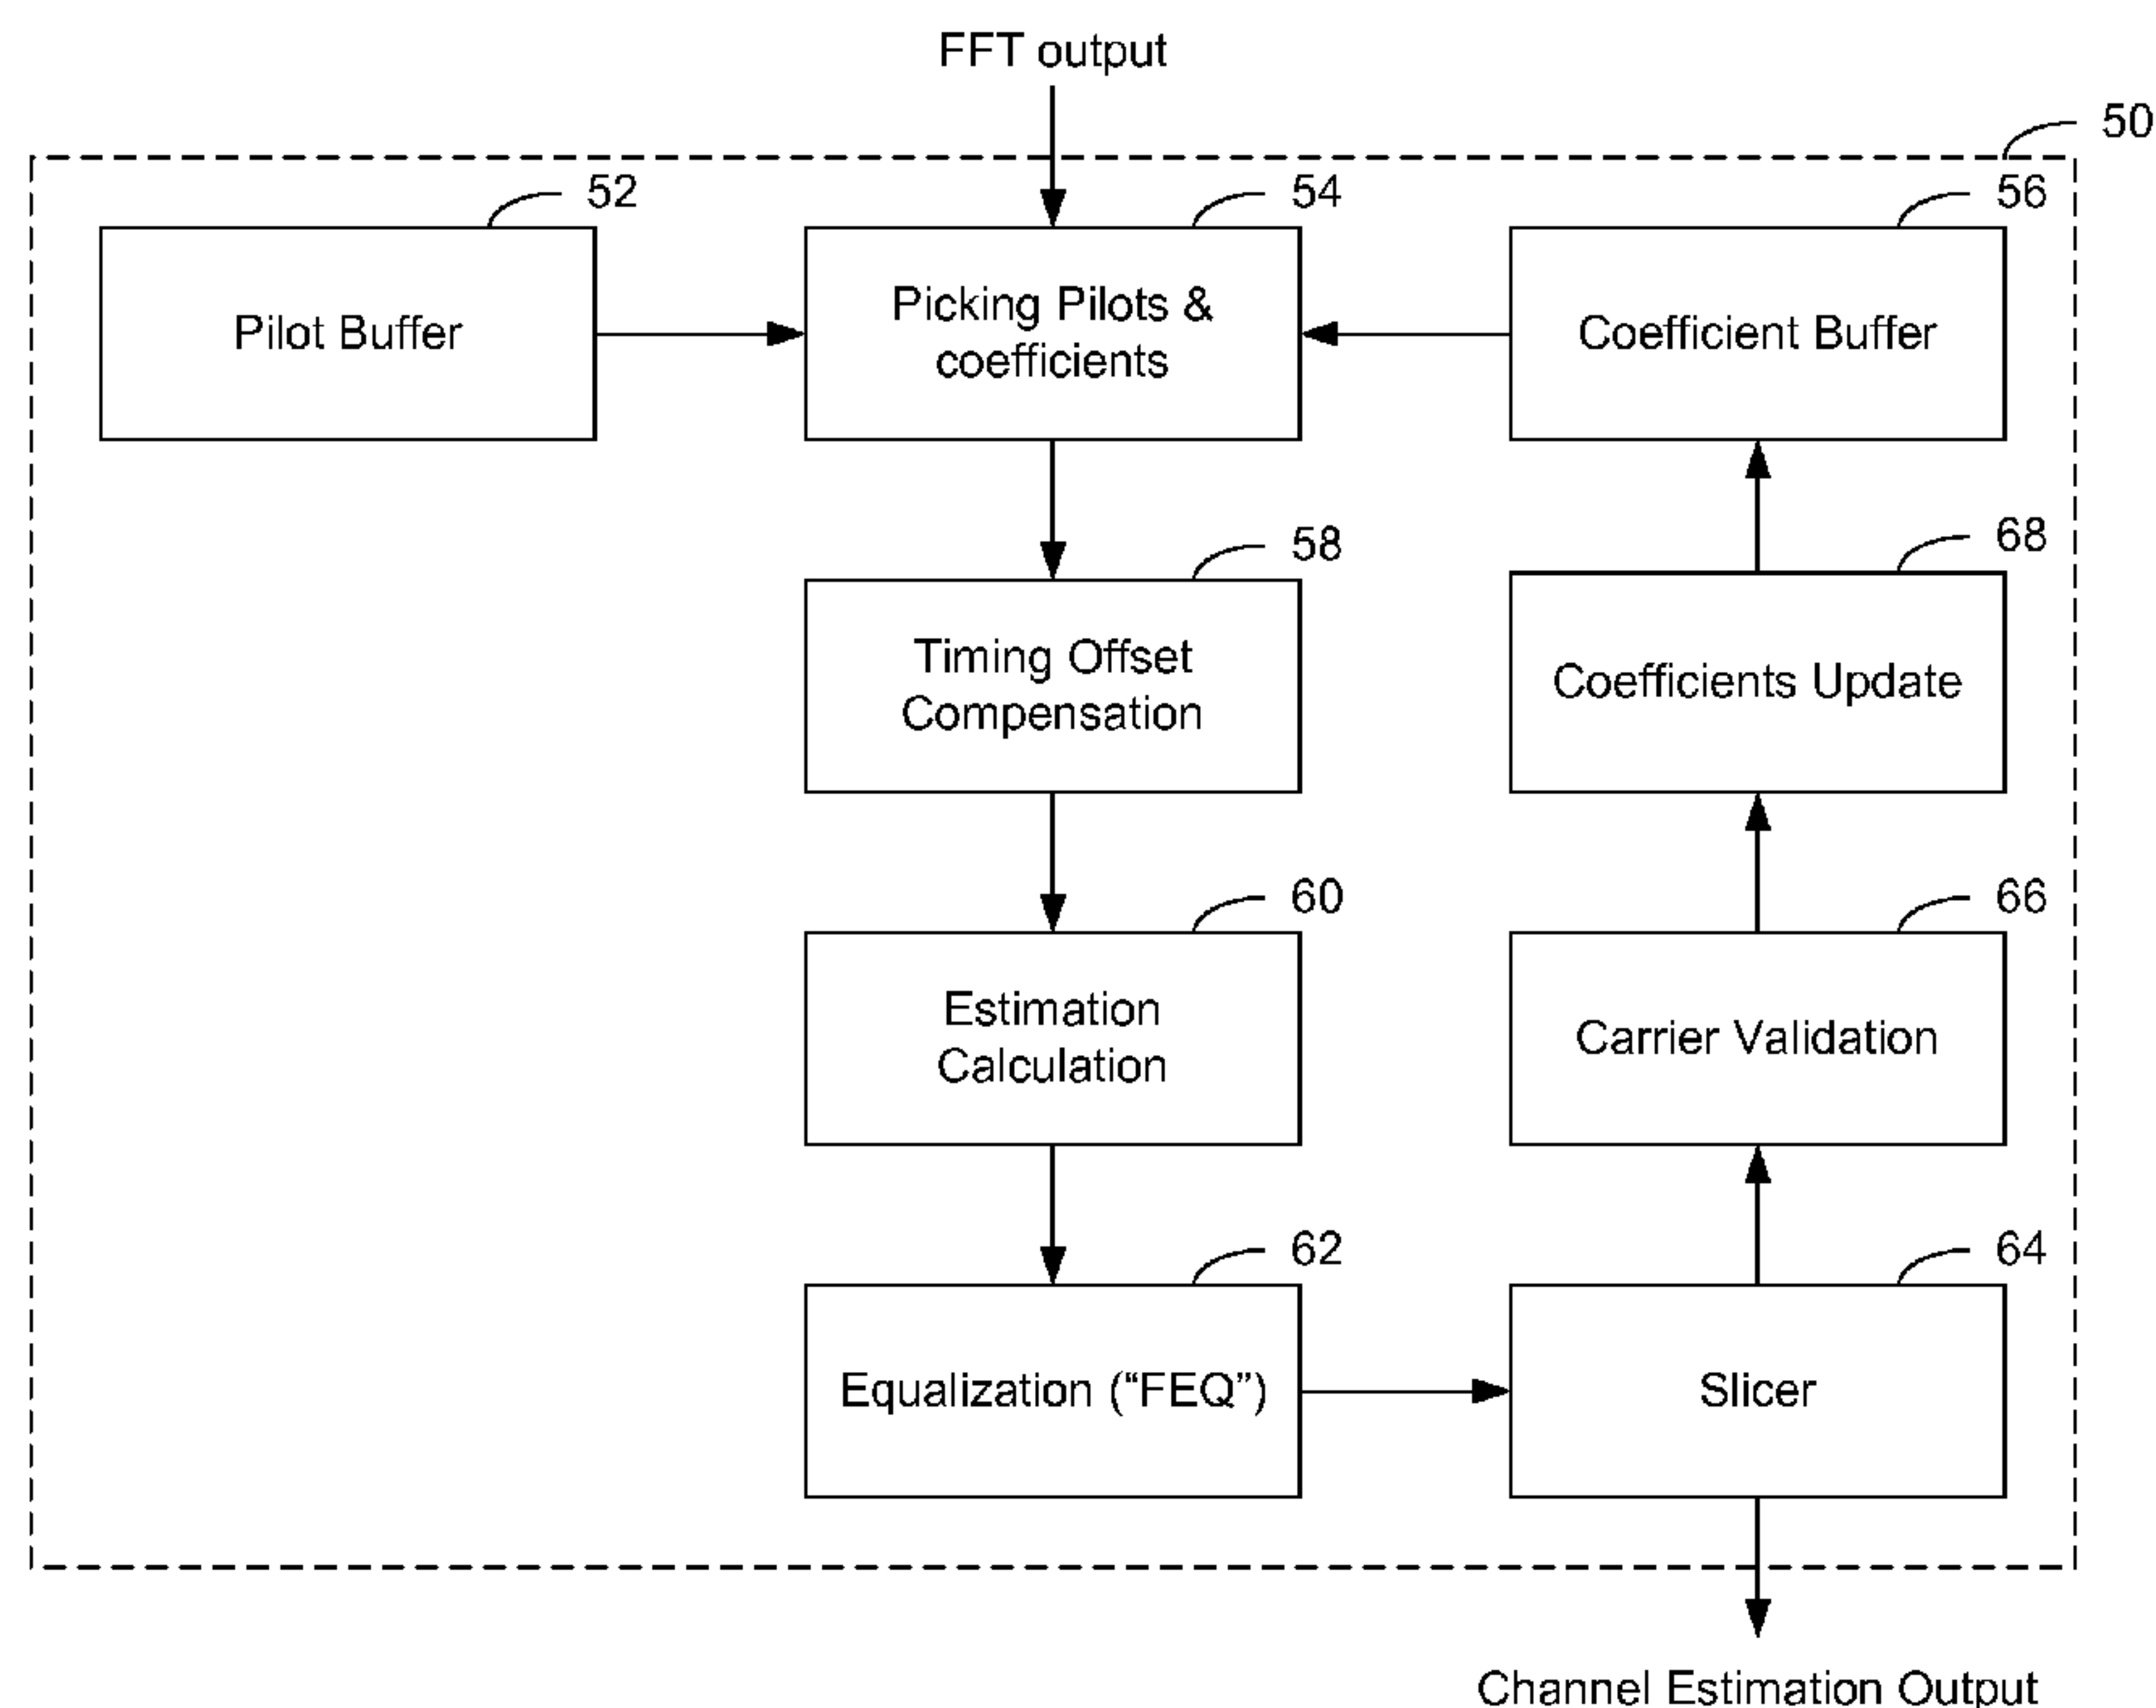 FFT output
50
52
54
56
Pilot Buffer
Picking Pilots &
coefficients
Coefficient Buffer
58
68
Timing Offset
Compensation
Coefficients Update
60
66
Estimation
Calculation
Carrier Validation
62
64
Equalization (“FEQ”)
Slicer
Channel Estimation Output